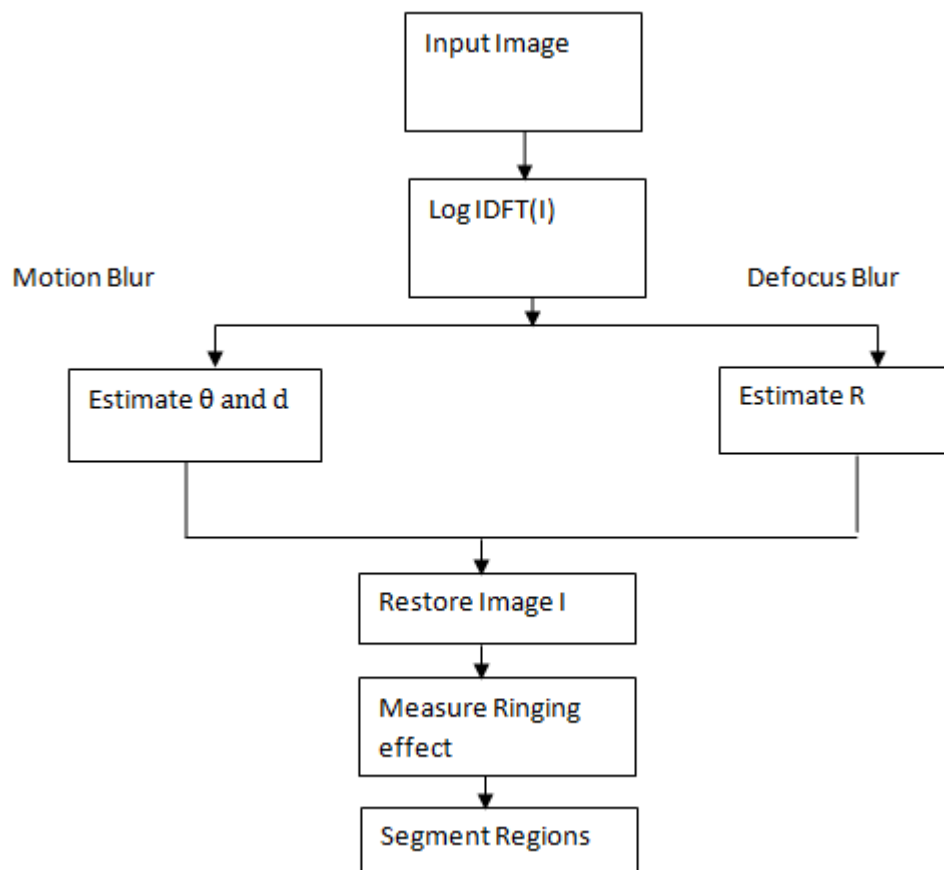 Input Image
Log IDFT(I)
Motion Blur
Defocus Blur
Estimate θ and d
Estimate R
Restore Image I
Measure Ringing
effect
Segment Regions